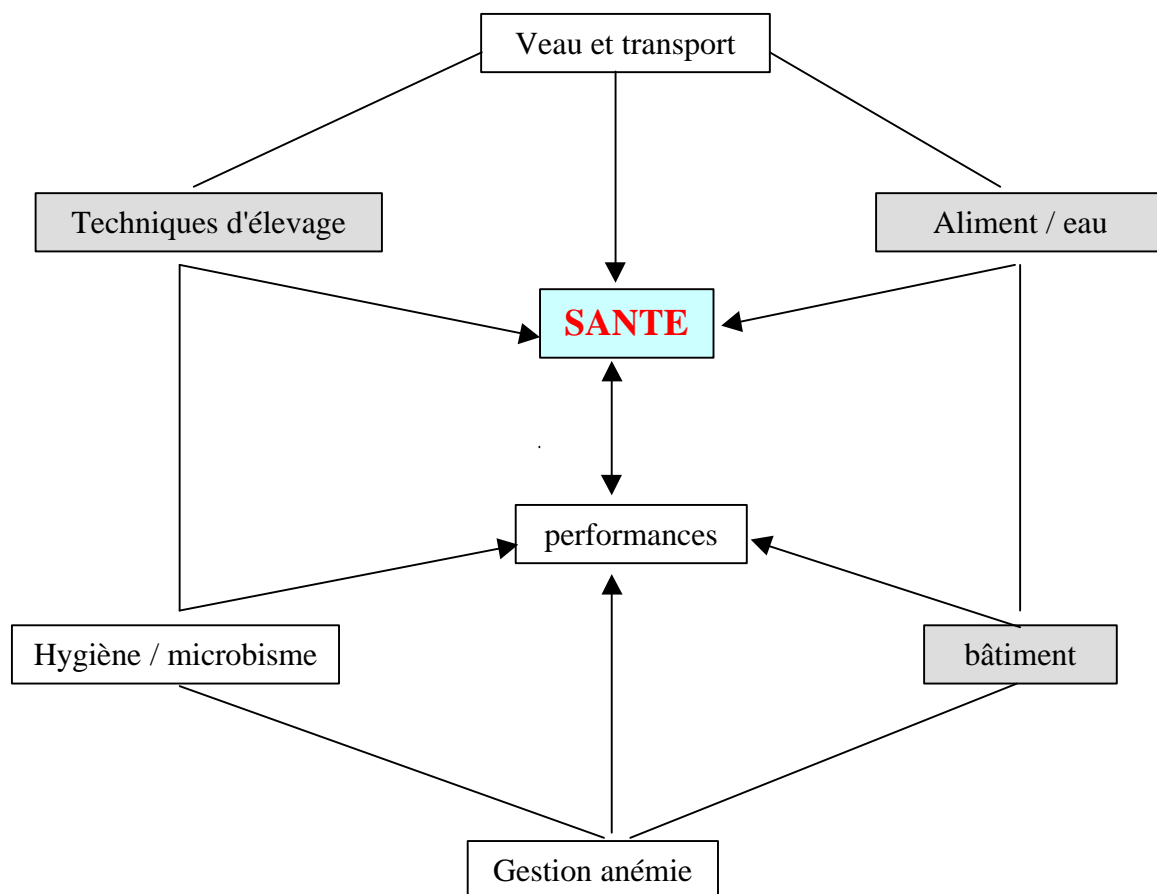 Veau et transport
Techniques d'élevage
Aliment / eau
SANTE
performances
Hygiène / microbisme
bâtiment
Gestion anémie